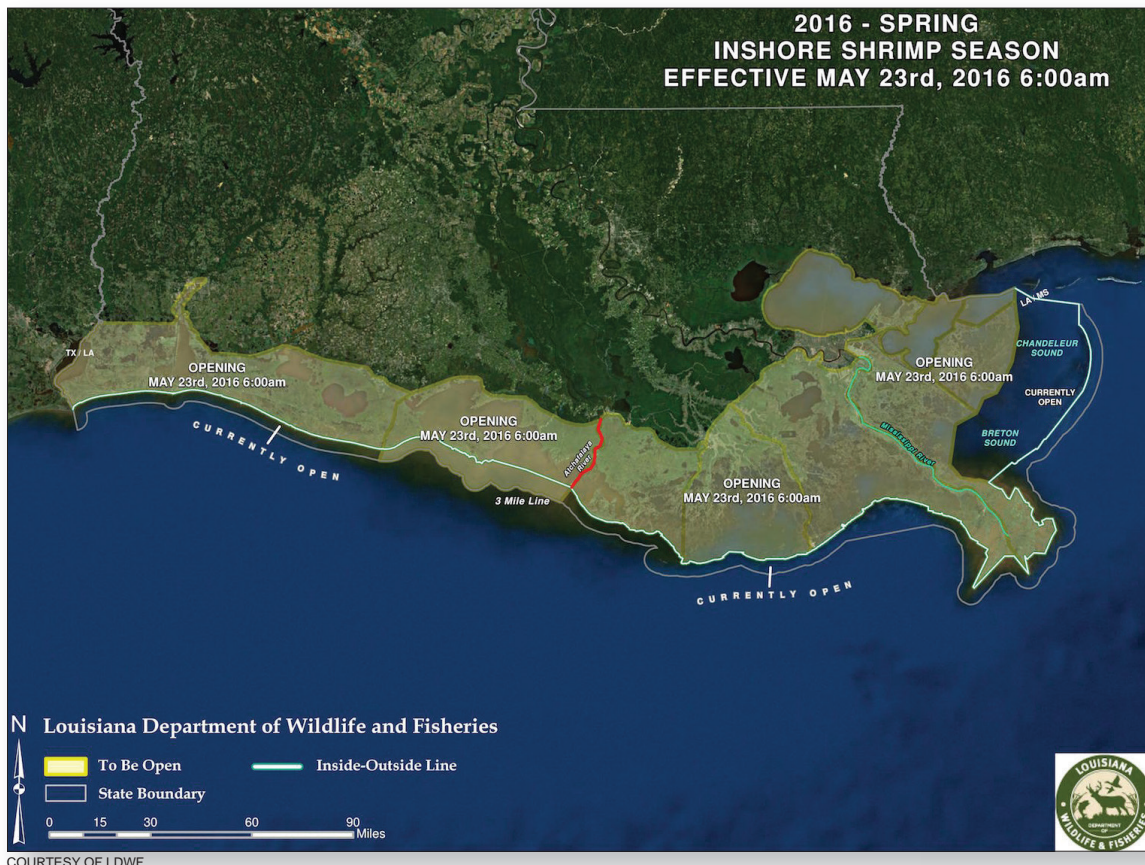 2016 - SPRING
INSHORE SHRIMP SEASON
EFFECTIVE MAY 23rd, 2016 6:00am
LA / MS
CHANDELEUR
SOUND
TX / LA
OPENING
MAY 23rd, 2016 6:00am
OPENING
MAY 23rd, 2016 6:00am
CURRENTLY
OPEN
OPENING
MAY 23rd, 2016 6:00am
CURRENTLY OPEN
BRETON
SOUND
Mississippi River
Atchafalaya
River
OPENING
MAY 23rd, 2016 6:00am
3 Mile Line
CURRENTLY OPEN
N
Louisiana Department of Wildlife and Fisheries
To Be Open
Inside-Outside Line
State Boundary
0 15 30 60 90
Miles
LOUISIANA
DEPARTMENT
OF
WILDLIFE & FISHERIES
COURTESY OF LDWF